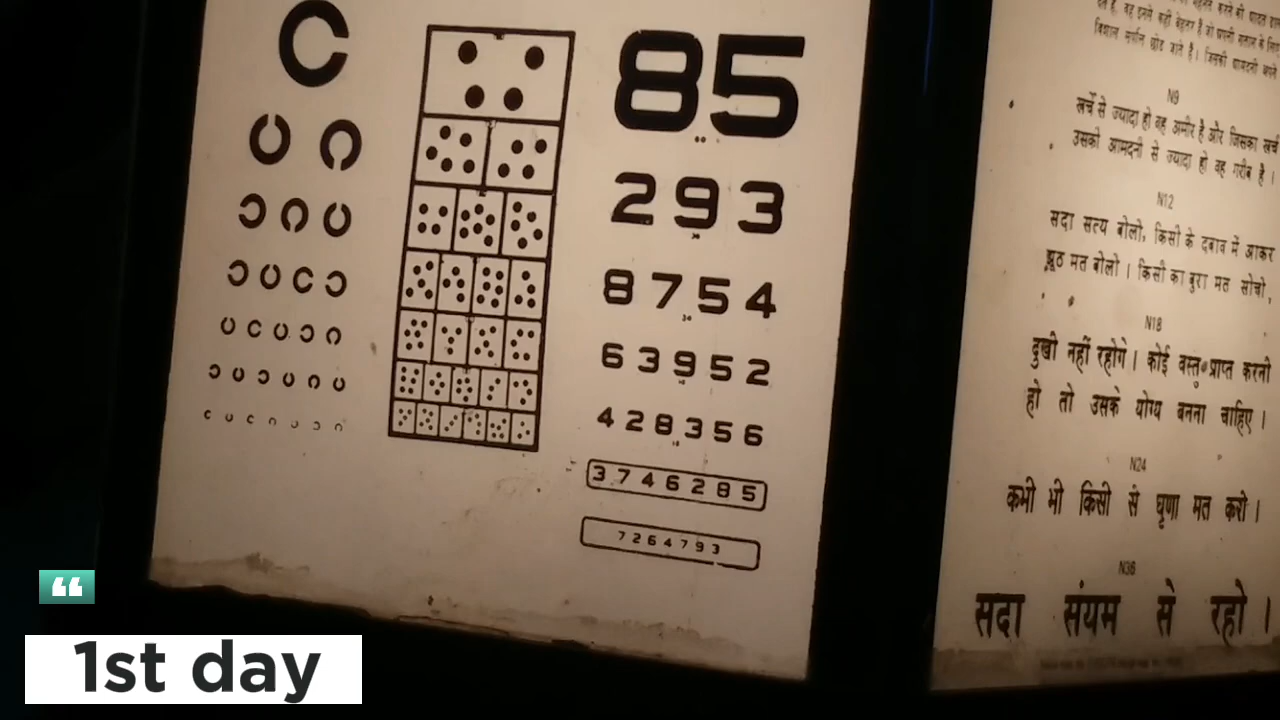 C
85
293
8754
63952
428356
3746285
7264793
N9
खर्चे से ज्यादा हो वह अमीर है और जिसका खर्च
उसकी आमदनी से ज्यादा हो वह गरीब है ।
N12
सदा सत्य बोलो, किसी के दबाव में आकर
झूठ मत बोलो । किसी का बुरा मत सोचो,
N18
दुखी नहीं रहोगे । कोई वस्तु प्राप्त करनी
हो तो उसके योग्य बनना चाहिए ।
N24
कभी भी किसी से घृणा मत करो ।
N36
सदा संयम से रहो ।
❝
1st day